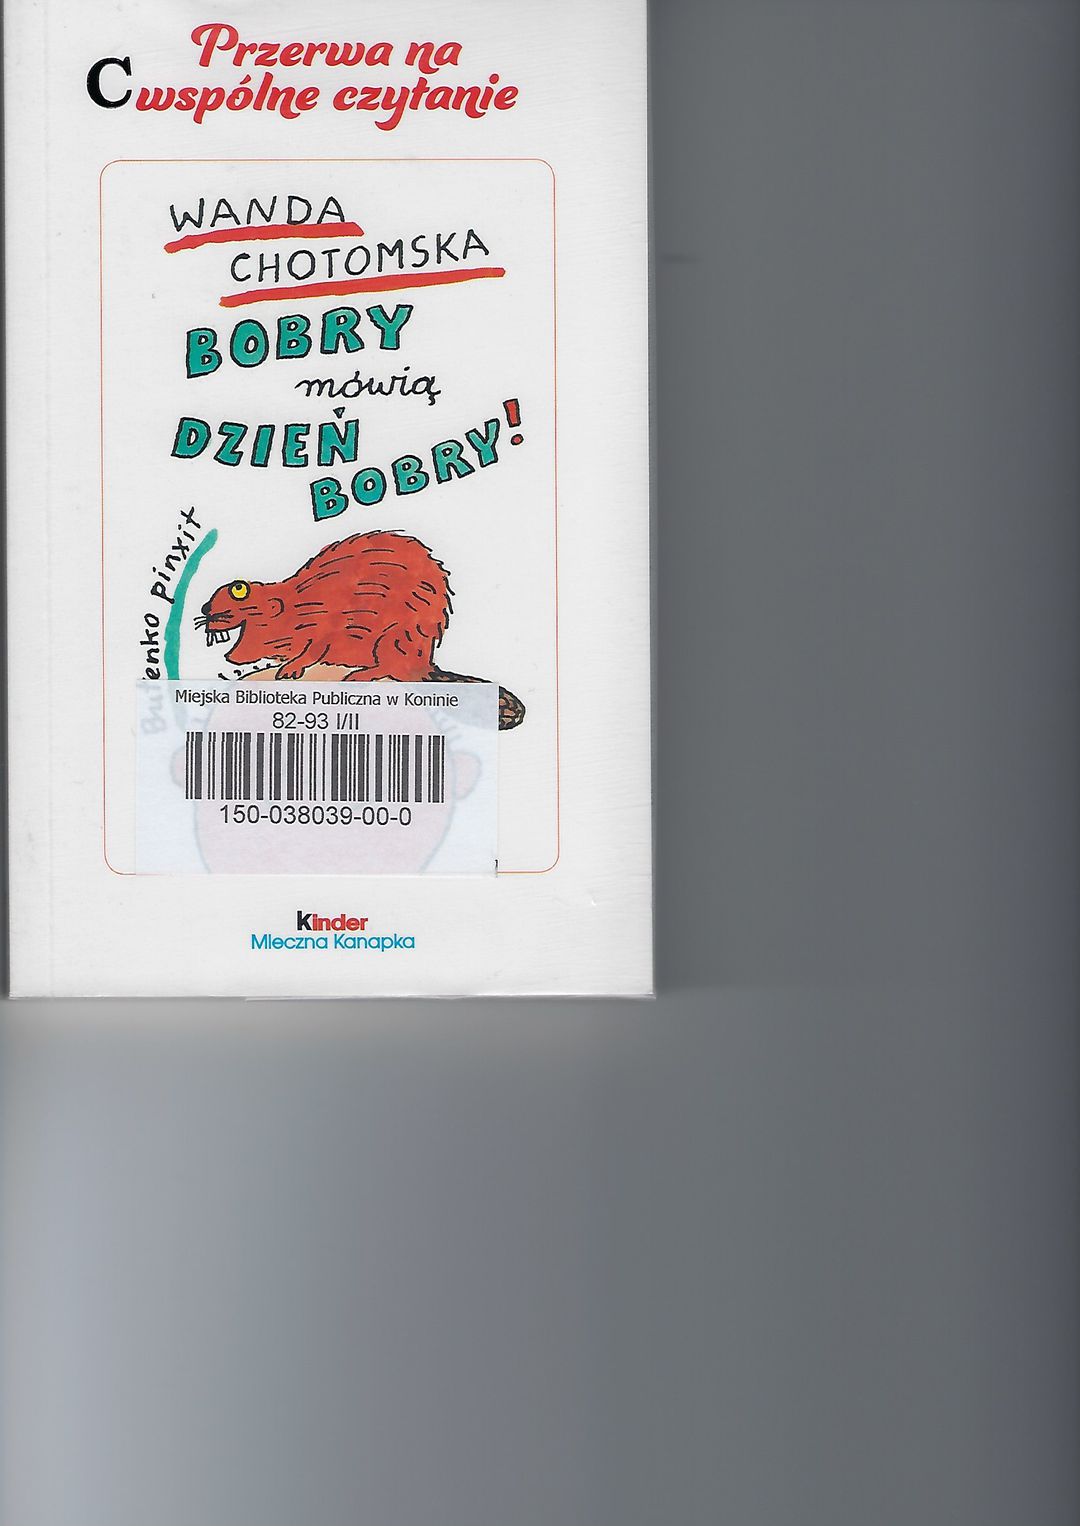 Przerwa na
C wspólne czytanie
WANDA
CHOTOMSKA
BOBRY
mówią
DZIEŃ
BOBRY!
Butenko pinxit
Miejska Biblioteka Publiczna w Koninie
82-93 I/II
150-038039-00-0
Kinder
Mleczna Kanapka